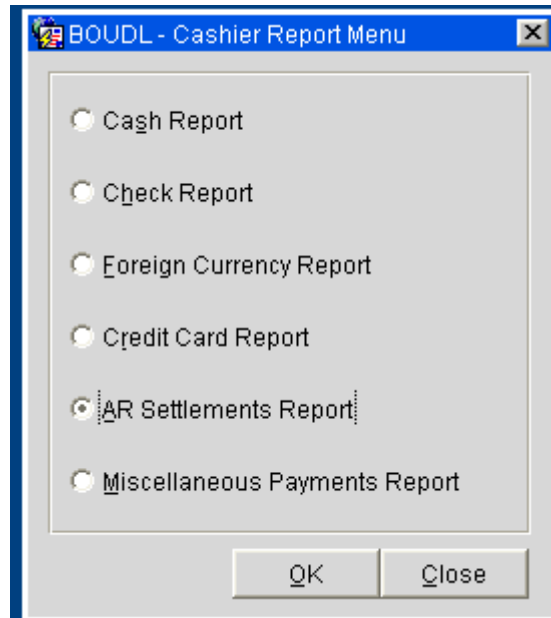 BOUDL - Cashier Report Menu
Cash Report
Check Report
Foreign Currency Report
Credit Card Report
AR Settlements Report
Miscellaneous Payments Report
OK Close